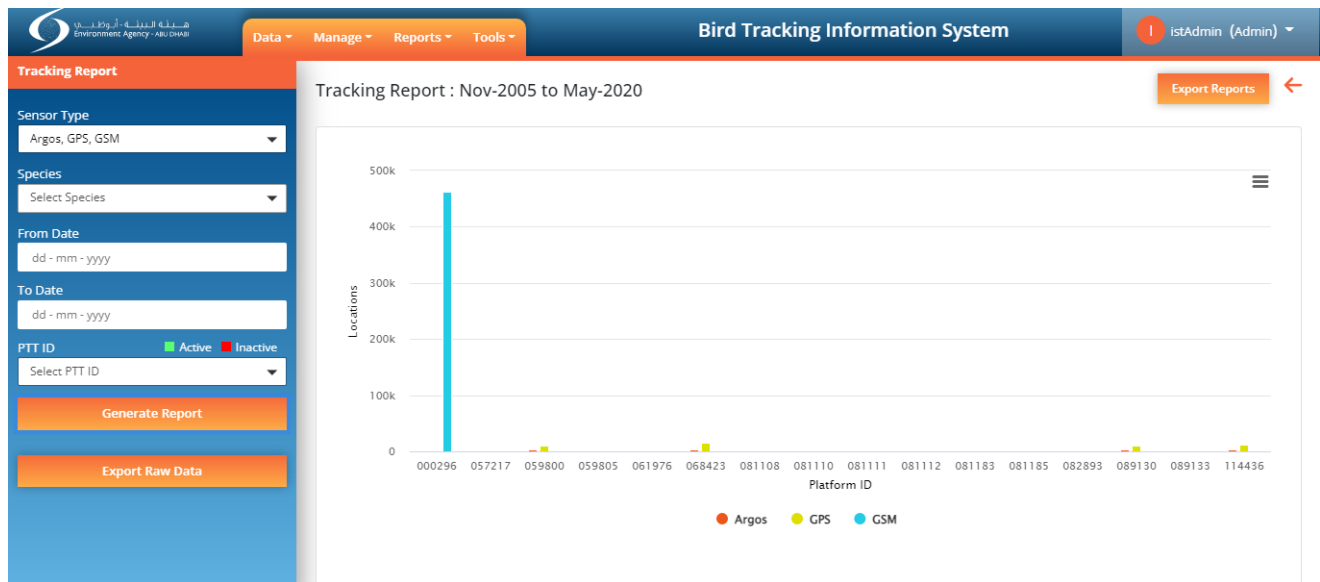 هـيـئة الـبيـئـة - أبـوظـبـي
Environment Agency - ABU DHABI
Data
Manage
Reports
Tools
Bird Tracking Information System
I
istAdmin (Admin)
Tracking Report
Sensor Type
Argos, GPS, GSM
Species
Select Species
From Date
dd - mm - yyyy
To Date
dd - mm - yyyy
PTT ID
Active
Inactive
Select PTT ID
Generate Report
Export Raw Data
Tracking Report : Nov-2005 to May-2020
Export Reports
500k
400k
300k
200k
100k
0
Locations
000296 057217 059800 059805 061976 068423 081108 081110 081111 081112 081183 081185 082893 089130 089133 114436
Platform ID
Argos GPS GSM